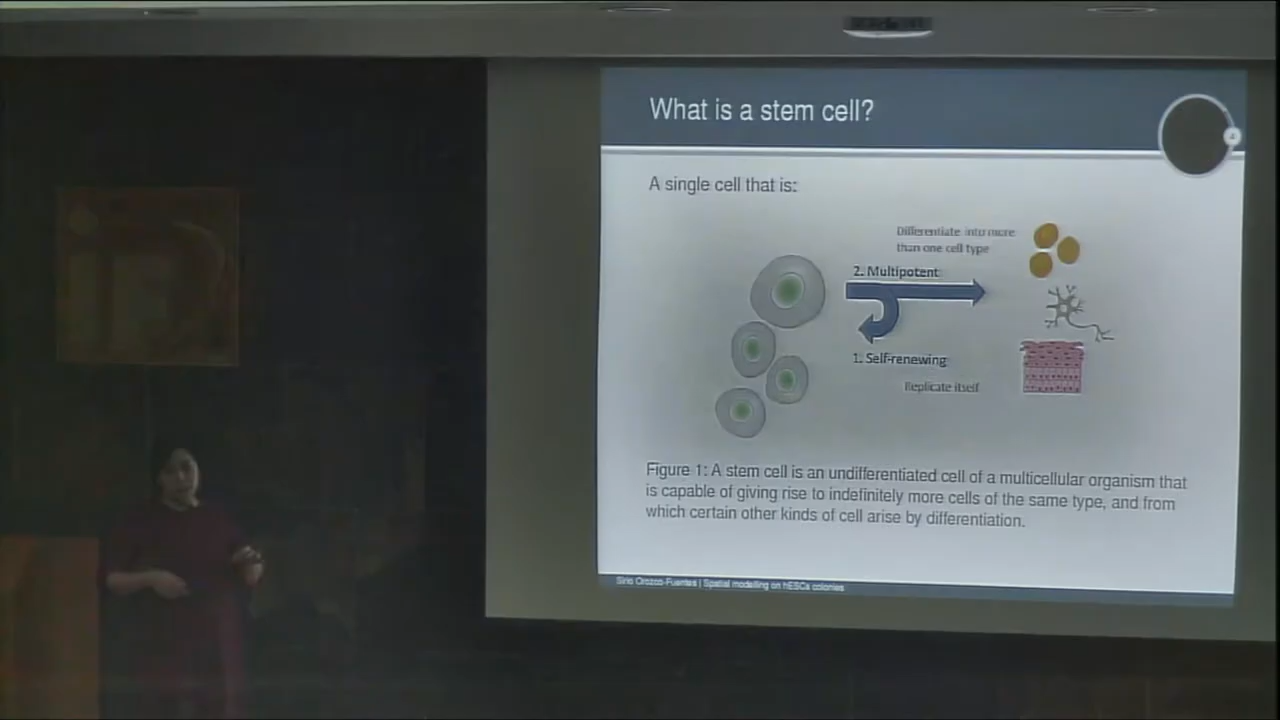 What is a stem cell?
4
A single cell that is:
Differentiate into more
than one cell type
2. Multipotent
1. Self-renewing
Replicate itself
Figure 1: A stem cell is an undifferentiated cell of a multicellular organism that
is capable of giving rise to indefinitely more cells of the same type, and from
which certain other kinds of cell arise by differentiation.
Sirio Orozco-Fuentes | Spatial modelling on hESCs colonies